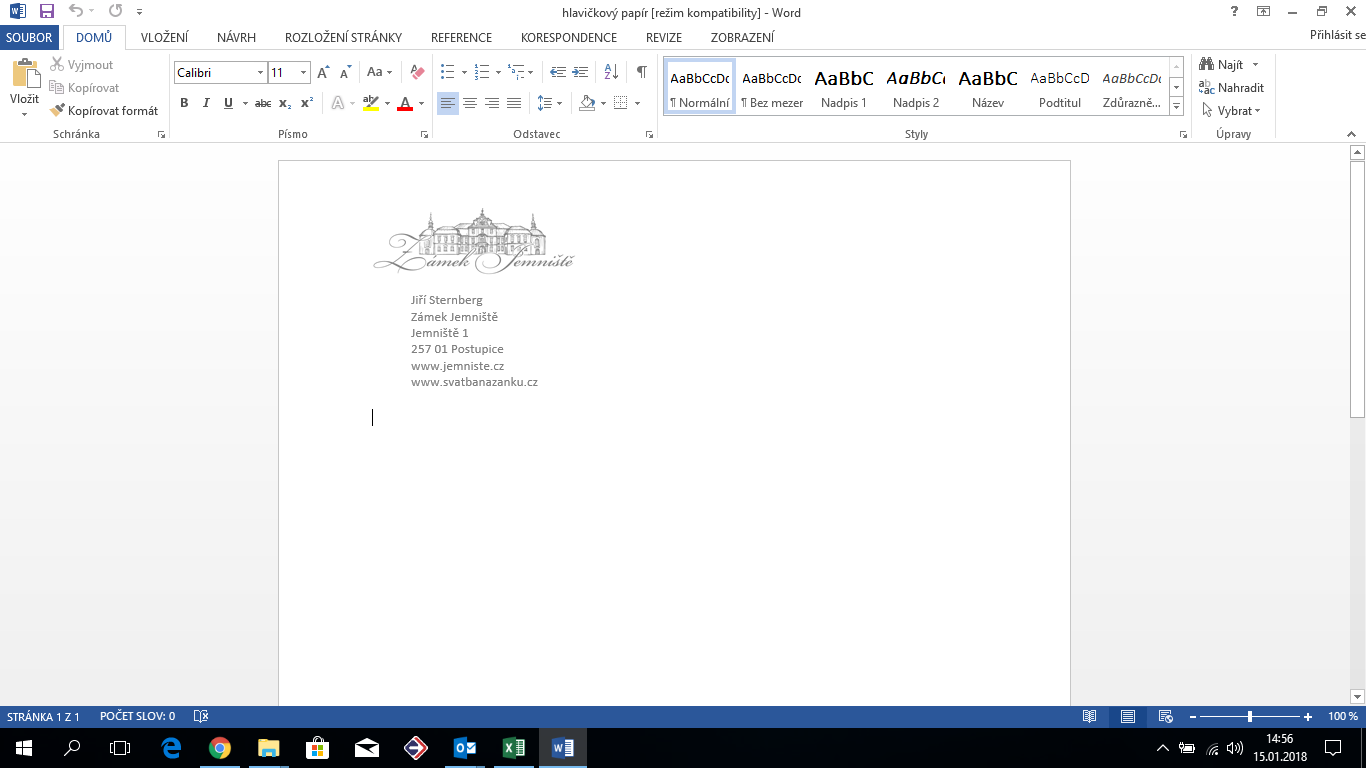 hlavičkový papír [režim kompatibility] - Word
SOUBOR DOMŮ VLOŽENÍ NÁVRH ROZLOŽENÍ STRÁNKY REFERENCE KORESPONDENCE REVIZE ZOBRAZENÍ Přihlásit se
Vložit
Vyjmout
Kopírovat
Kopírovat formát
Schránka
Calibri 11
Písmo
Odstavec
AaBbCcDc AaBbCcDc AaBbC AaBbCc AaBbC AaBbCcD AaBbCcDc
¶ Normální ¶ Bez mezer Nadpis 1 Nadpis 2 Název Podtitul Zdůrazně...
Styly
Najít
Nahradit
Vybrat
Úpravy
Zámek Jemniště
Jiří Sternberg
Zámek Jemniště
Jemniště 1
257 01 Postupice
www.jemniste.cz
www.svatbanazanku.cz
STRÁNKA 1 Z 1 POČET SLOV: 0 100 %
14:56
15.01.2018